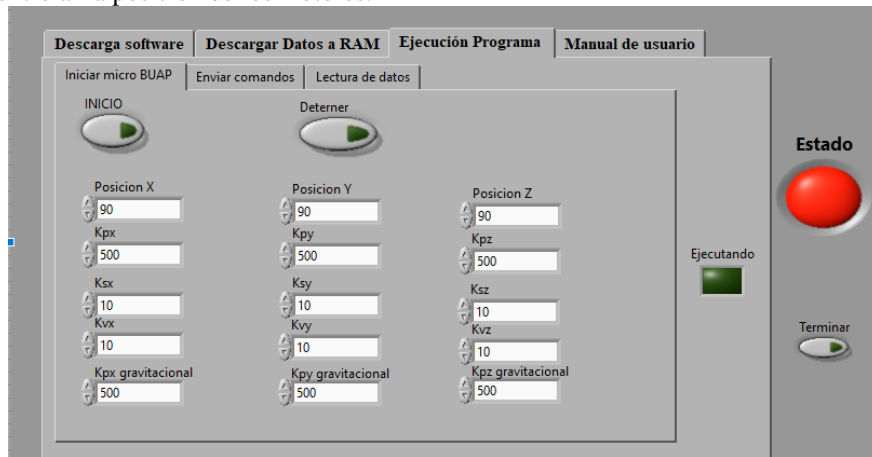 Descarga software Descargar Datos a RAM Ejecución Programa Manual de usuario
Iniciar micro BUAP Enviar comandos Lectura de datos
INICIO Deterner
Estado
Posicion X Posicion Y Posicion Z
90 90 90
Kpx Kpy Kpz
500 500 500
Ejecutando
Ksx Ksy Ksz
10 10 10
Kvx Kvy Kvz
10 10 10
Terminar
Kpx gravitacional Kpy gravitacional Kpz gravitacional
500 500 500